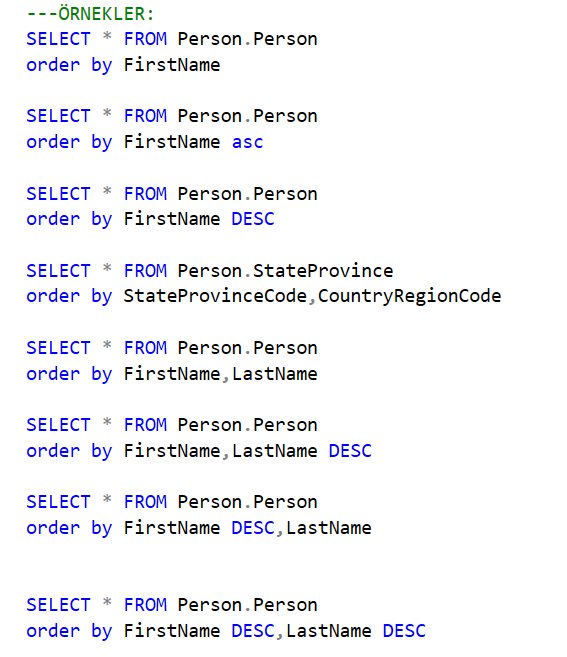 ---ÖRNEKLER:
SELECT * FROM Person.Person
order by FirstName
SELECT * FROM Person.Person
order by FirstName asc
SELECT * FROM Person.Person
order by FirstName DESC
SELECT * FROM Person.StateProvince
order by StateProvinceCode,CountryRegionCode
SELECT * FROM Person.Person
order by FirstName,LastName
SELECT * FROM Person.Person
order by FirstName,LastName DESC
SELECT * FROM Person.Person
order by FirstName DESC,LastName
SELECT * FROM Person.Person
order by FirstName DESC,LastName DESC